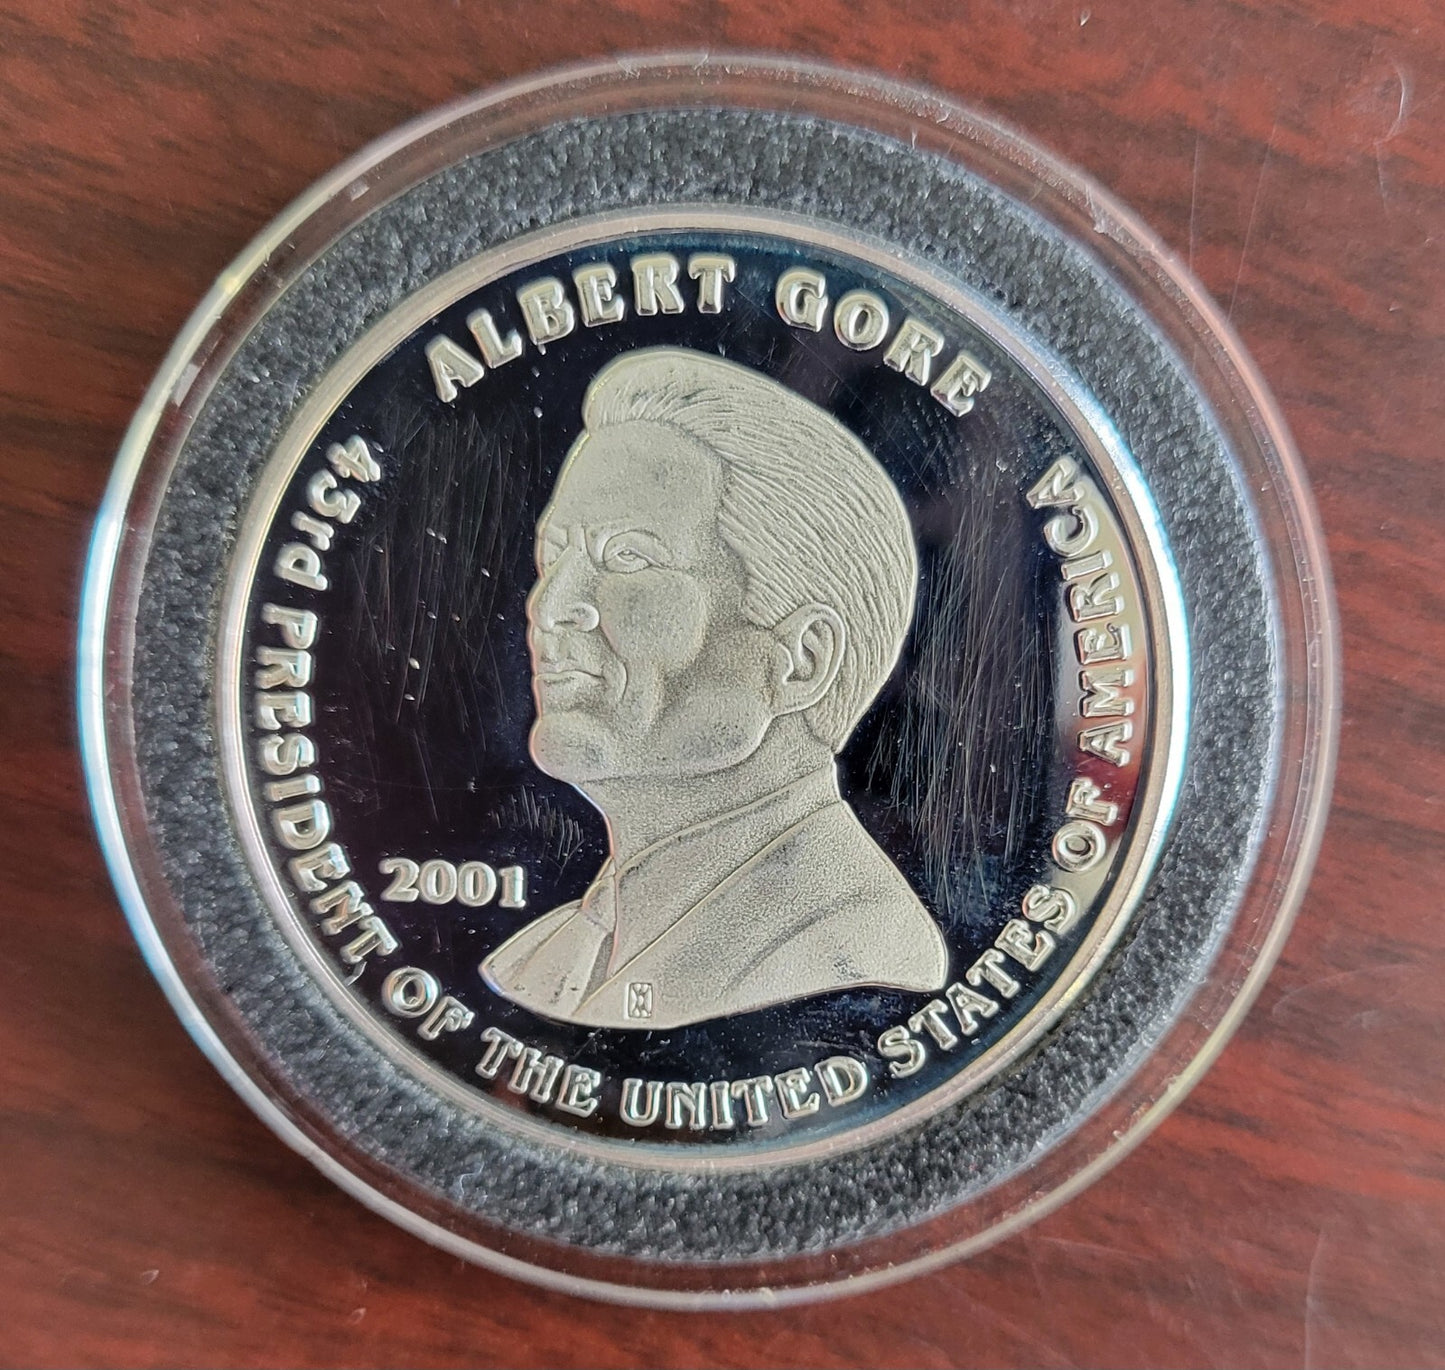 ALBERT GORE
2001
43rd PRESIDENT OF THE UNITED STATES OF AMERICA